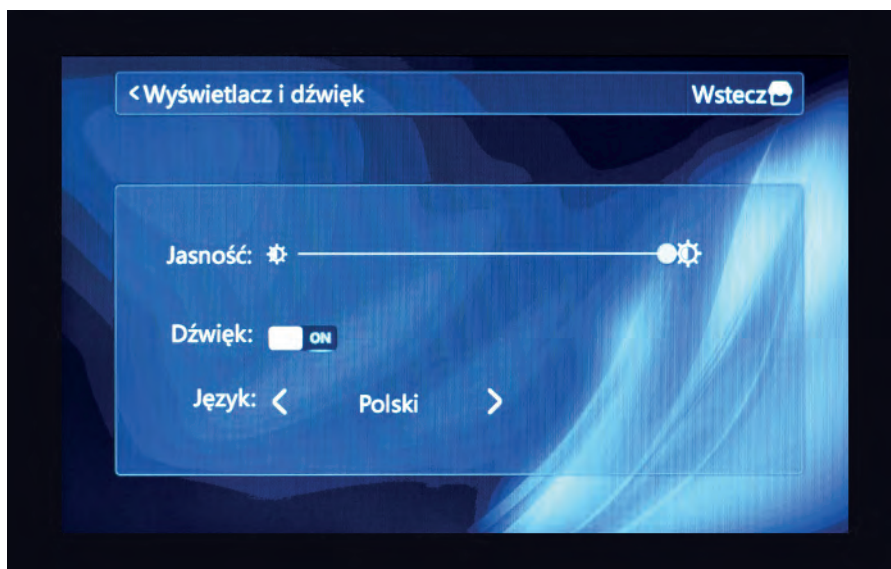 <Wyświetlacz i dźwięk Wstecz
Jasność:
Dźwięk: ON
Język: < Polski >